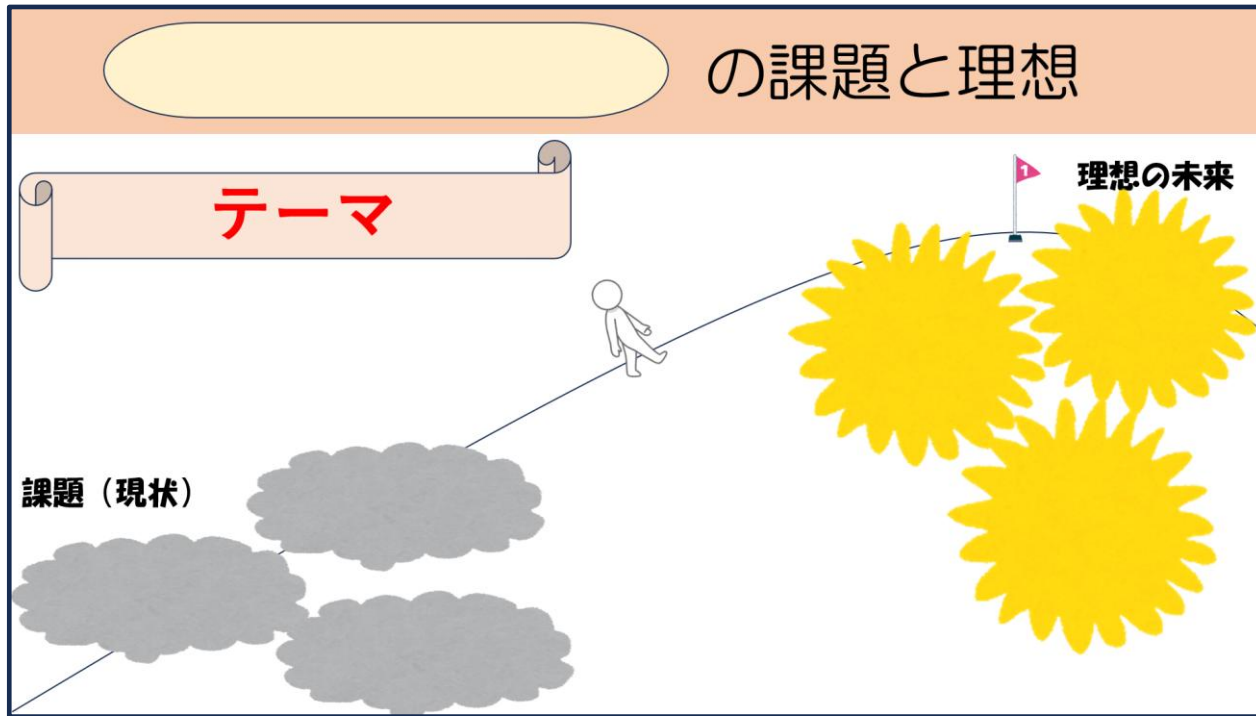 の課題と理想
テーマ
1
理想の未来
課題（現状）